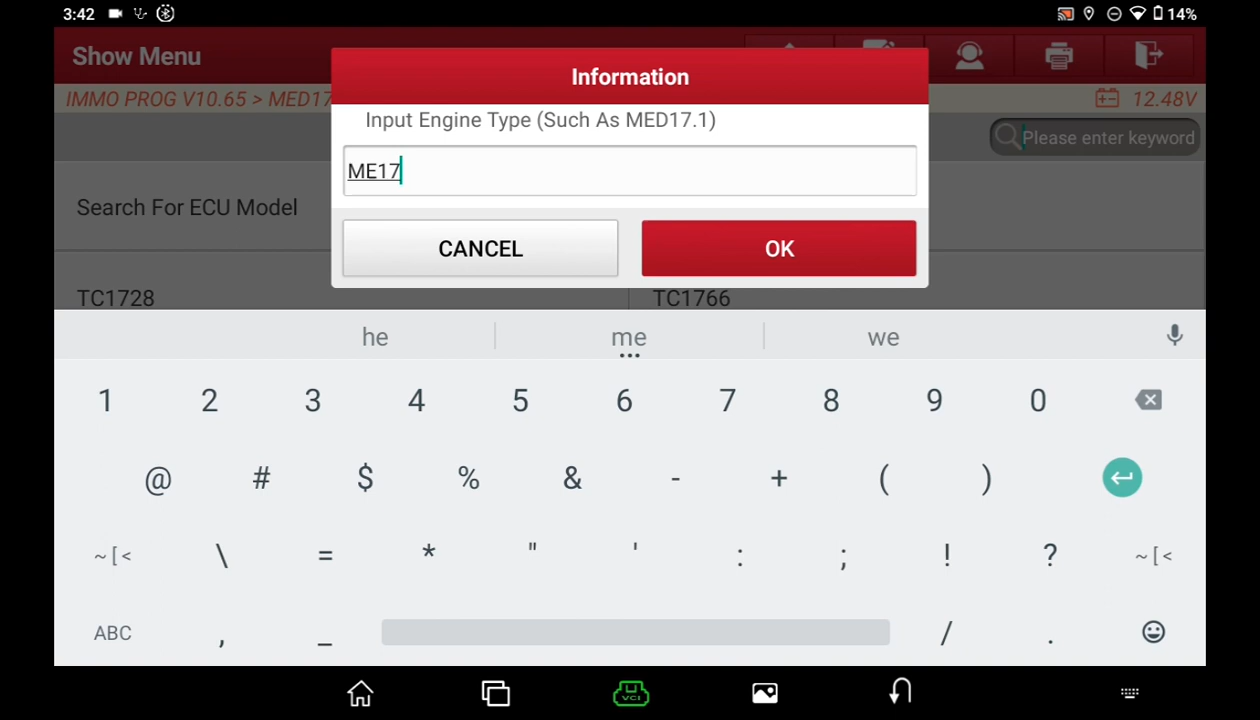 3:42
14%
Show Menu
Information
IMMO PROG V10.65 > MED17
12.48V
Input Engine Type (Such As MED17.1)
Please enter keyword
ME17
Search For ECU Model
CANCEL
OK
TC1728
TC1766
he
me
we
1 2 3 4 5 6 7 8 9 0
@ # $ % & - + ( )
~ [ < \ = * " ' : ; ! ? ~ [ <
ABC , _ / .
VCI